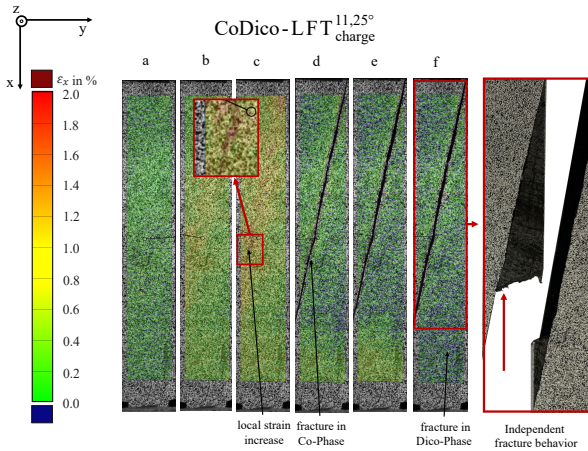 CoDico-LFT 11,25° charge
z
y
x
a b c d e f
εx in %
2.0
1.8
1.6
1.4
1.2
1.0
0.8
0.6
0.4
0.2
0.0
local strain
increase
fracture in
Co-Phase
fracture in
Dico-Phase
Independent
fracture behavior